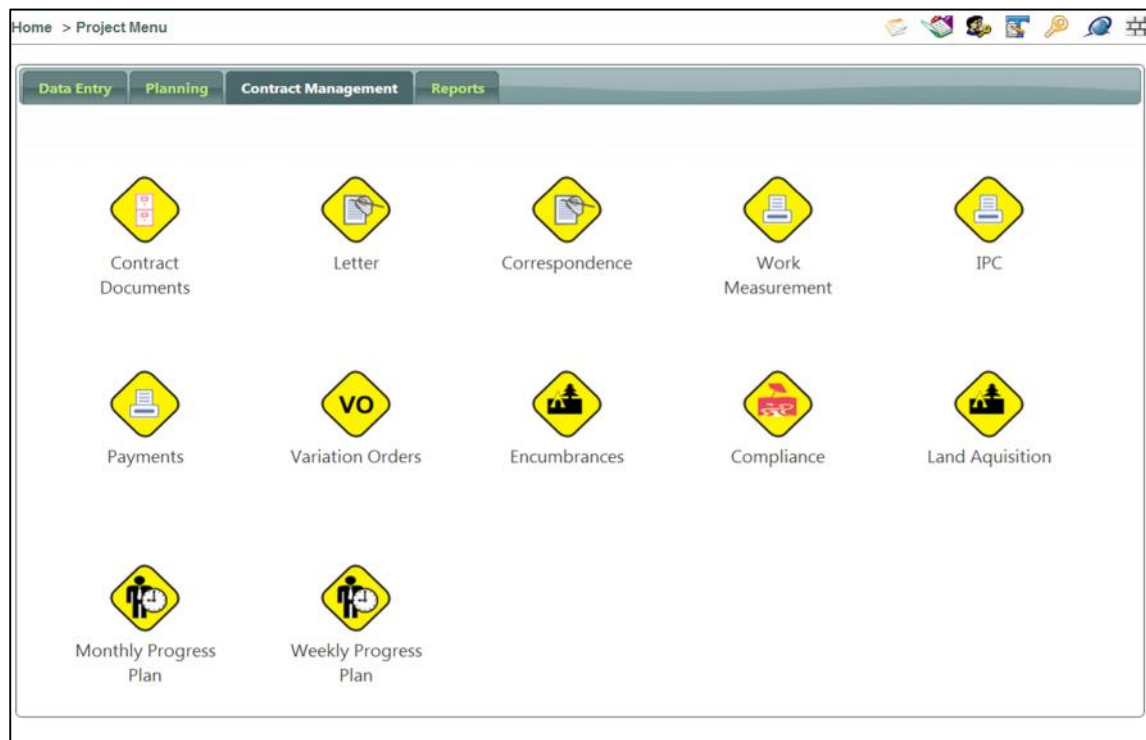 Home > Project Menu
Data Entry Planning Contract Management Reports
Contract Documents
Letter
Correspondence
Work Measurement
IPC
Payments
VO
Variation Orders
Encumbrances
Compliance
Land Aquisition
Monthly Progress Plan
Weekly Progress Plan